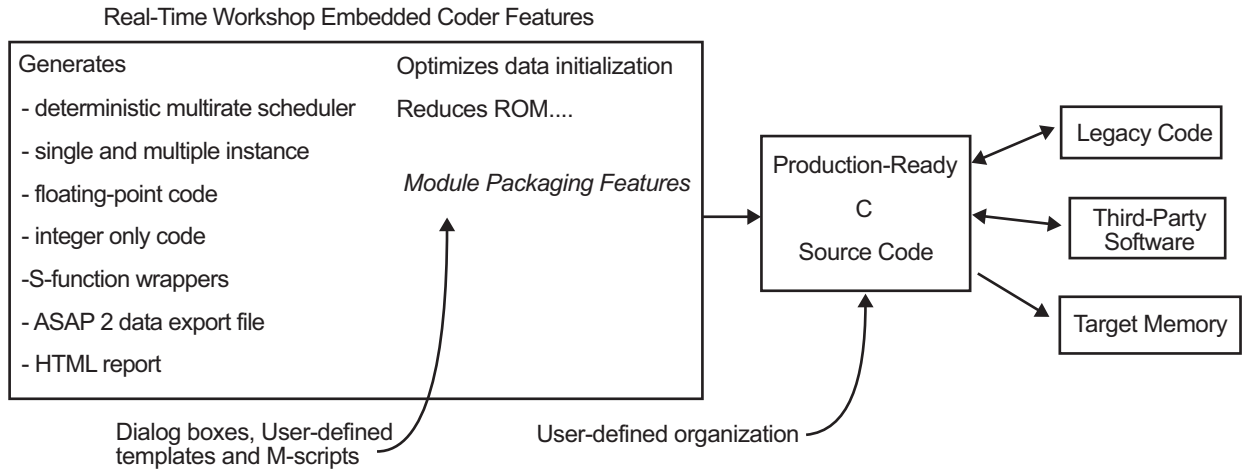 Real-Time Workshop Embedded Coder Features
Generates
- deterministic multirate scheduler
- single and multiple instance
- floating-point code
- integer only code
-S-function wrappers
- ASAP 2 data export file
- HTML report
Optimizes data initialization
Reduces ROM....
Module Packaging Features
Production-Ready
C
Source Code
Legacy Code
Third-Party
Software
Target Memory
Dialog boxes, User-defined
templates and M-scripts
User-defined organization